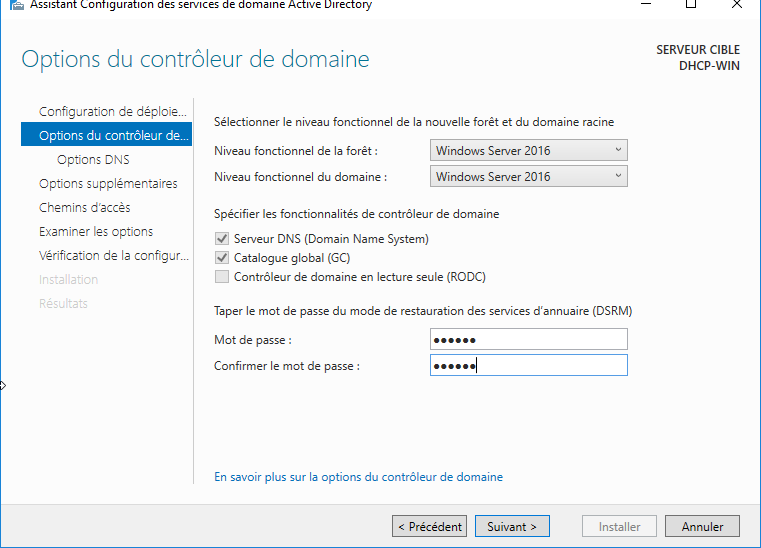 Assistant Configuration des services de domaine Active Directory
Options du contrôleur de domaine
SERVEUR CIBLE
DHCP-WIN
Configuration de déploie...
Options du contrôleur de...
Options DNS
Options supplémentaires
Chemins d'accès
Examiner les options
Vérification de la configur...
Installation
Résultats
Sélectionner le niveau fonctionnel de la nouvelle forêt et du domaine racine
Niveau fonctionnel de la forêt : Windows Server 2016
Niveau fonctionnel du domaine : Windows Server 2016
Spécifier les fonctionnalités de contrôleur de domaine
Serveur DNS (Domain Name System)
Catalogue global (GC)
Contrôleur de domaine en lecture seule (RODC)
Taper le mot de passe du mode de restauration des services d'annuaire (DSRM)
Mot de passe : ••••••
Confirmer le mot de passe : ••••••
En savoir plus sur la options du contrôleur de domaine
< Précédent Suivant > Installer Annuler